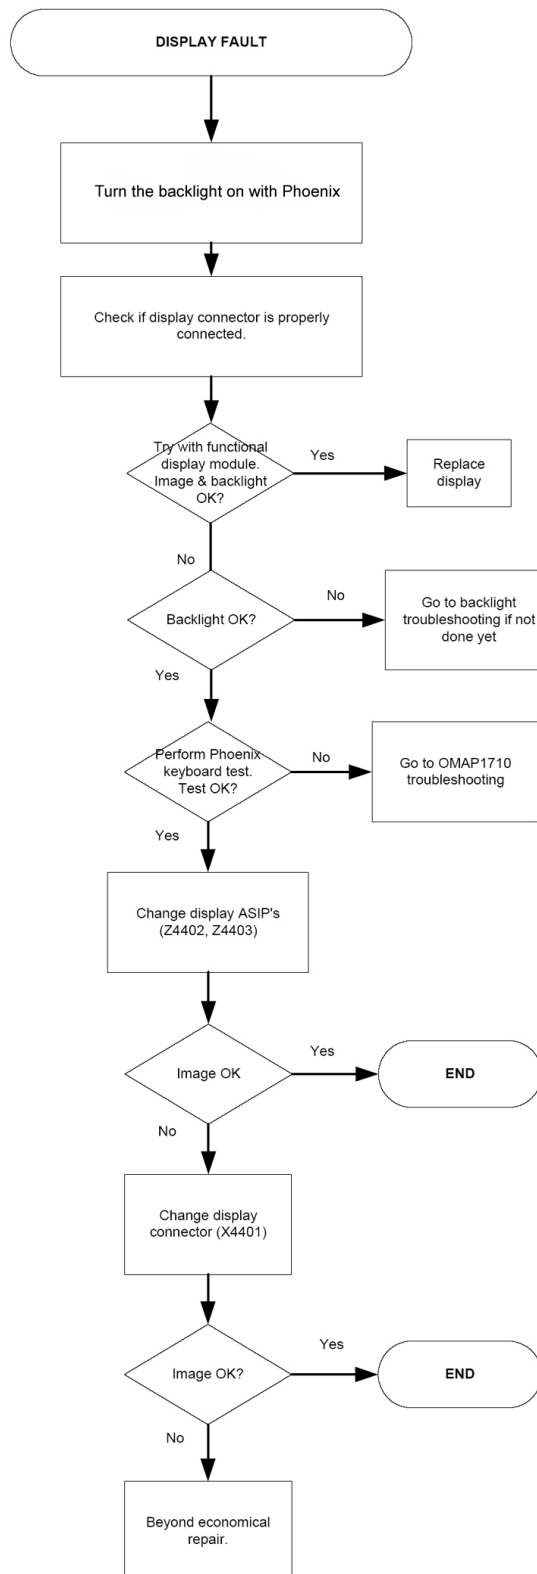 DISPLAY FAULT
Turn the backlight on with Phoenix
Check if display connector is properly
connected.
Try with functional
display module.
Image & backlight
OK?
Yes
Replace
display
No
Backlight OK?
No
Go to backlight
troubleshooting if not
done yet
Yes
Perform Phoenix
keyboard test.
Test OK?
No
Go to OMAP1710
troubleshooting
Yes
Change display ASIP's
(Z4402, Z4403)
Image OK
Yes
END
No
Change display
connector (X4401)
Image OK?
Yes
END
No
Beyond economical
repair.